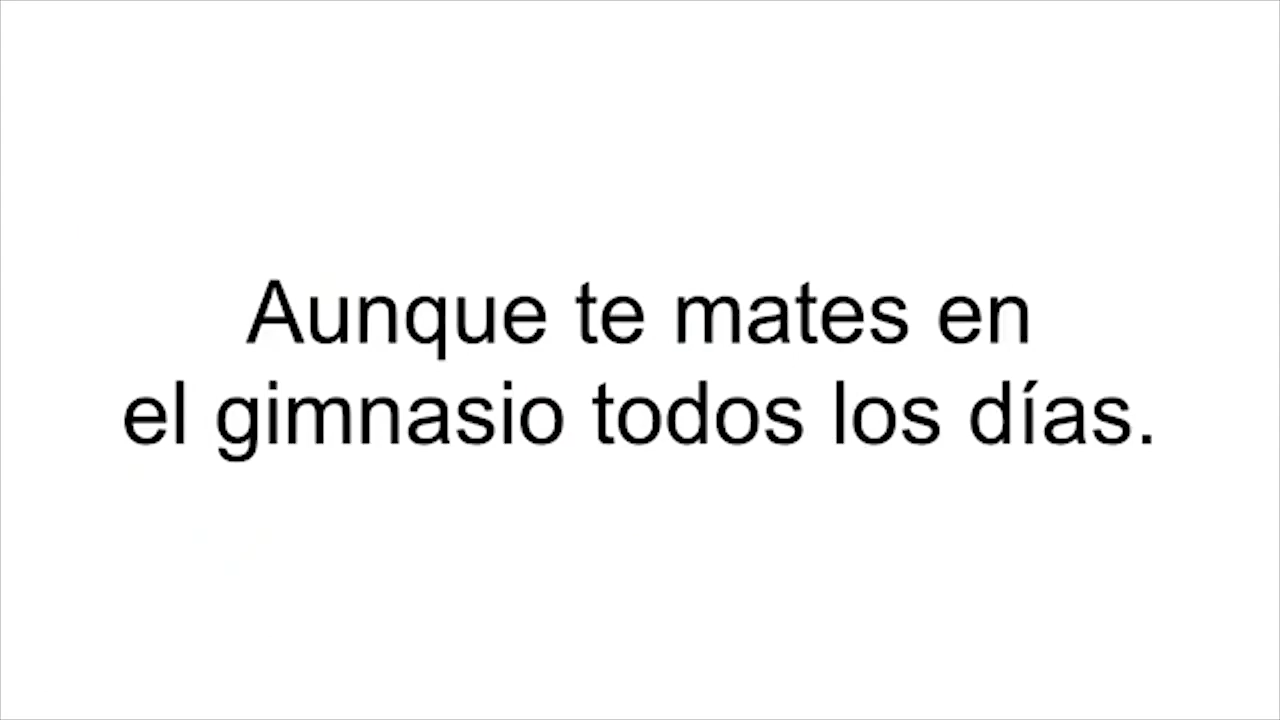 Aunque te mates en
el gimnasio todos los días.